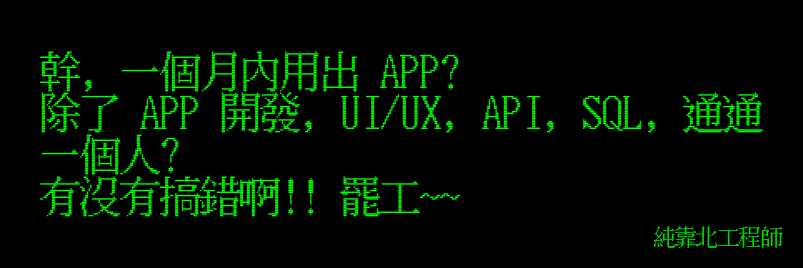 幹, 一個月內用出 APP?
除了 APP 開發, UI/UX, API, SQL, 通通
一個人?
有沒有搞錯啊!! 罷工~~
純靠北工程師